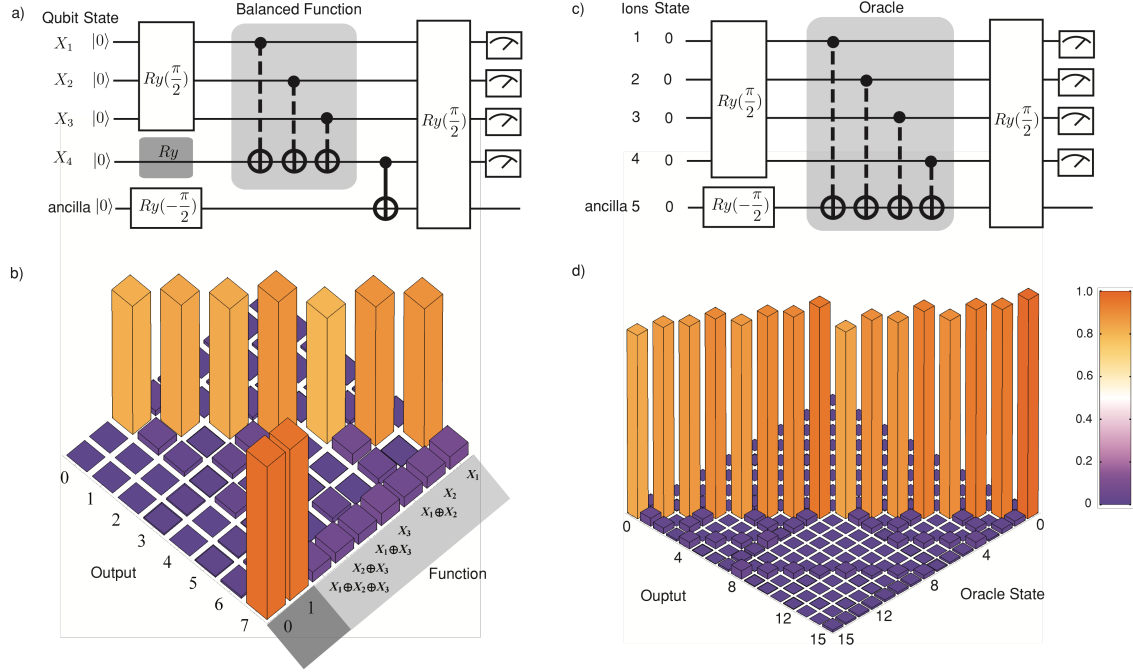 a)
Qubit State
Balanced Function
X₁ |0⟩
X₂ |0⟩
X₃ |0⟩
X₄ |0⟩
ancilla |0⟩
Ry(π/2)
Ry
Ry(-π/2)
Ry(π/2)
c)
Ions State
Oracle
1 0
2 0
3 0
4 0
ancilla 5 0
Ry(π/2)
Ry(-π/2)
Ry(π/2)
b)
0
1
2
3
4
5
6
7
Output
0
1
X₁⊕X₂⊕X₃
X₂⊕X₃
X₁⊕X₃
X₃
X₁⊕X₂
X₂
X₁
Function
d)
0
4
8
12
15
Ouptut
15
12
8
4
0
Oracle State
1.0
0.8
0.6
0.4
0.2
0